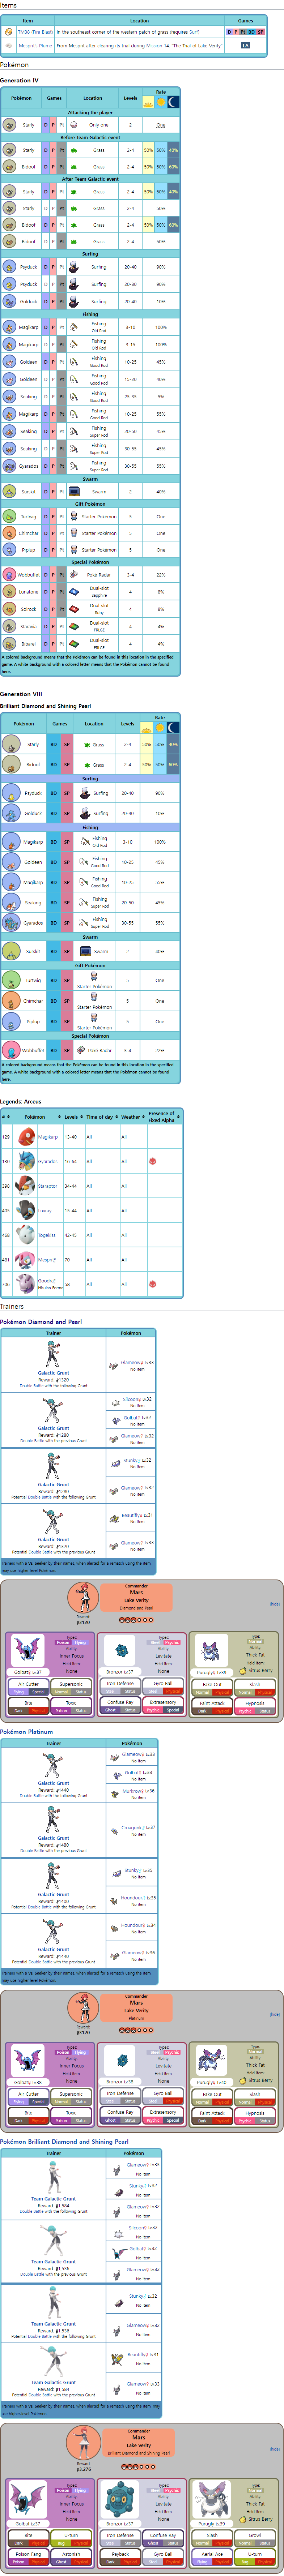 Items
Item Location Games
TM38 (Fire Blast) In the southeast corner of the western patch of grass (requires Surf) D P Pt BD SP
Mesprit's Plume From Mesprit after clearing its trial during Mission 14: "The Trial of Lake Verity" LA
Pokémon
Generation IV
Pokémon Games Location Levels Rate
Attacking the player
Starly D P Pt Only one 2 One
Before Team Galactic event
Starly D P Pt Grass 2-4 50% 50% 40%
Bidoof D P Pt Grass 2-4 50% 50% 60%
After Team Galactic event
Starly D P Pt Grass 2-4 50% 50% 40%
Starly D P Pt Grass 2-4 50%
Bidoof D P Pt Grass 2-4 50% 50% 60%
Bidoof D P Pt Grass 2-4 50%
Surfing
Psyduck D P Pt Surfing 20-40 90%
Psyduck D P Pt Surfing 20-30 90%
Golduck D P Pt Surfing 20-40 10%
Fishing
Magikarp D P Pt Fishing Old Rod 3-10 100%
Magikarp D P Pt Fishing Old Rod 3-15 100%
Goldeen D P Pt Fishing Good Rod 10-25 45%
Goldeen D P Pt Fishing Good Rod 15-20 40%
Seaking D P Pt Fishing Good Rod 25-35 5%
Magikarp D P Pt Fishing Good Rod 10-25 55%
Seaking D P Pt Fishing Super Rod 20-50 45%
Seaking D P Pt Fishing Super Rod 30-55 45%
Gyarados D P Pt Fishing Super Rod 30-55 55%
Swarm
Surskit D P Pt Swarm 2 40%
Gift Pokémon
Turtwig D P Pt Starter Pokémon 5 One
Chimchar D P Pt Starter Pokémon 5 One
Piplup D P Pt Starter Pokémon 5 One
Special Pokémon
Wobbuffet D P Pt Poké Radar 3-4 22%
Lunatone D P Pt Dual-slot Sapphire 4 8%
Solrock D P Pt Dual-slot Ruby 4 8%
Staravia D P Pt Dual-slot FRLGE 4 4%
Bibarel D P Pt Dual-slot FRLGE 4 4%
A colored background means that the Pokémon can be found in this location in the specified
game. A white background with a colored letter means that the Pokémon cannot be found
here.
Generation VIII
Brilliant Diamond and Shining Pearl
Pokémon Games Location Levels Rate
Starly BD SP Grass 2-4 50% 50% 40%
Bidoof BD SP Grass 2-4 50% 50% 60%
Surfing
Psyduck BD SP Surfing 20-40 90%
Golduck BD SP Surfing 20-40 10%
Fishing
Magikarp BD SP Fishing Old Rod 3-10 100%
Goldeen BD SP Fishing Good Rod 10-25 45%
Magikarp BD SP Fishing Good Rod 10-25 55%
Seaking BD SP Fishing Super Rod 20-50 45%
Gyarados BD SP Fishing Super Rod 30-55 55%
Swarm
Surskit BD SP Swarm 2 40%
Gift Pokémon
Turtwig BD SP Starter Pokémon 5 One
Chimchar BD SP Starter Pokémon 5 One
Piplup BD SP Starter Pokémon 5 One
Special Pokémon
Wobbuffet BD SP Poké Radar 3-4 22%
A colored background means that the Pokémon can be found in this location in the specified
game. A white background with a colored letter means that the Pokémon cannot be found
here.
Legends: Arceus
# Pokémon Levels Time of day Weather Presence of Fixed Alpha
129 Magikarp 13-40 All All
130 Gyarados 16-64 All All
398 Staraptor 34-44 All All
405 Luxray 15-44 All All
468 Togekiss 42-45 All All
481 Mesprit 70 All All
706 Goodra Hisuian Form 58 All All
Trainers
Pokémon Diamond and Pearl
Trainer Pokémon
Galactic Grunt
Reward: 1320
Double Battle with the following Grunt
Glameow♀ Lv.33
No item
Galactic Grunt
Reward: 1280
Double Battle with the previous Grunt
Silcoon♀ Lv.32
No item
Golbat♀ Lv.32
No item
Glameow♀ Lv.32
No item
Galactic Grunt
Reward: 1280
Potential Double Battle with the following Grunt
Stunky♂ Lv.32
No item
Glameow♀ Lv.32
No item
Galactic Grunt
Reward: 1320
Potential Double Battle with the previous Grunt
Beautifly♀ Lv.31
No item
Glameow♀ Lv.33
No item
Trainers with a Vs. Seeker by their names, when alerted for a rematch using the item, may
use higher-level Pokémon.
Commander
Mars
Lake Verity
Diamond and Pearl
Reward: 3120
[hide]
Types: Poison Flying
Ability: Inner Focus
Held item: None
Golbat♀ Lv.37
Air Cutter Flying Special
Supersonic Normal Status
Bite Dark Physical
Toxic Poison Status
Types: Steel Psychic
Ability: Levitate
Held item: None
Bronzor Lv.37
Iron Defense Steel Status
Gyro Ball Steel Physical
Confuse Ray Ghost Status
Extrasensory Psychic Special
Type: Normal
Ability: Thick Fat
Held item: Sitrus Berry
Purugly♀ Lv.39
Fake Out Normal Physical
Slash Normal Physical
Faint Attack Dark Physical
Hypnosis Psychic Status
Pokémon Platinum
Trainer Pokémon
Galactic Grunt
Reward: 1440
Double Battle with the following Grunt
Glameow♀ Lv.33
No item
Golbat♀ Lv.33
No item
Murkrow♀ Lv.36
No item
Galactic Grunt
Reward: 1480
Double Battle with the previous Grunt
Croagunk♂ Lv.37
No item
Galactic Grunt
Reward: 1400
Potential Double Battle with the following Grunt
Stunky♂ Lv.35
No item
Houndour♂ Lv.35
No item
Galactic Grunt
Reward: 1440
Potential Double Battle with the previous Grunt
Houndour♀ Lv.34
No item
Glameow♀ Lv.36
No item
Trainers with a Vs. Seeker by their names, when alerted for a rematch using the item,
may use higher-level Pokémon.
Commander
Mars
Lake Verity
Platinum
Reward: 3120
[hide]
Types: Poison Flying
Ability: Inner Focus
Held item: None
Golbat♀ Lv.38
Air Cutter Flying Special
Supersonic Normal Status
Bite Dark Physical
Toxic Poison Status
Types: Steel Psychic
Ability: Levitate
Held item: None
Bronzor Lv.38
Iron Defense Steel Status
Gyro Ball Steel Physical
Confuse Ray Ghost Status
Extrasensory Psychic Special
Type: Normal
Ability: Thick Fat
Held item: Sitrus Berry
Purugly♀ Lv.40
Fake Out Normal Physical
Slash Normal Physical
Faint Attack Dark Physical
Hypnosis Psychic Status
Pokémon Brilliant Diamond and Shining Pearl
Trainer Pokémon
Team Galactic Grunt
Reward: 1,584
Double Battle with the following Grunt
Glameow♀ Lv.33
No item
Stunky♂ Lv.32
No item
Glameow♀ Lv.32
No item
Team Galactic Grunt
Reward: 1,536
Double Battle with the previous Grunt
Silcoon♀ Lv.32
No item
Golbat♀ Lv.32
No item
Glameow♀ Lv.32
No item
Team Galactic Grunt
Reward: 1,536
Potential Double Battle with the following Grunt
Stunky♂ Lv.32
No item
Glameow♀ Lv.32
No item
Team Galactic Grunt
Reward: 1,584
Potential Double Battle with the previous Grunt
Beautifly♀ Lv.31
No item
Glameow♀ Lv.33
No item
Trainers with a Vs. Seeker by their names, when alerted for a rematch using the item, may
use higher-level Pokémon.
Commander
Mars
Lake Verity
Brilliant Diamond and Shining Pearl
Reward: 6,276
[hide]
Types: Poison Flying
Ability: Inner Focus
Held item: None
Golbat Lv.37
Bite Dark Physical
U-turn Bug Physical
Poison Fang Poison Physical
Astonish Ghost Physical
Types: Steel Psychic
Ability: Levitate
Held item: None
Bronzor Lv.37
Iron Defense Steel Status
Confuse Ray Ghost Status
Payback Dark Physical
Gyro Ball Steel Physical
Type: Normal
Ability: Thick Fat
Held item: Sitrus Berry
Purugly Lv.39
Slash Normal Physical
Growl Normal Status
Aerial Ace Flying Physical
U-turn Bug Physical